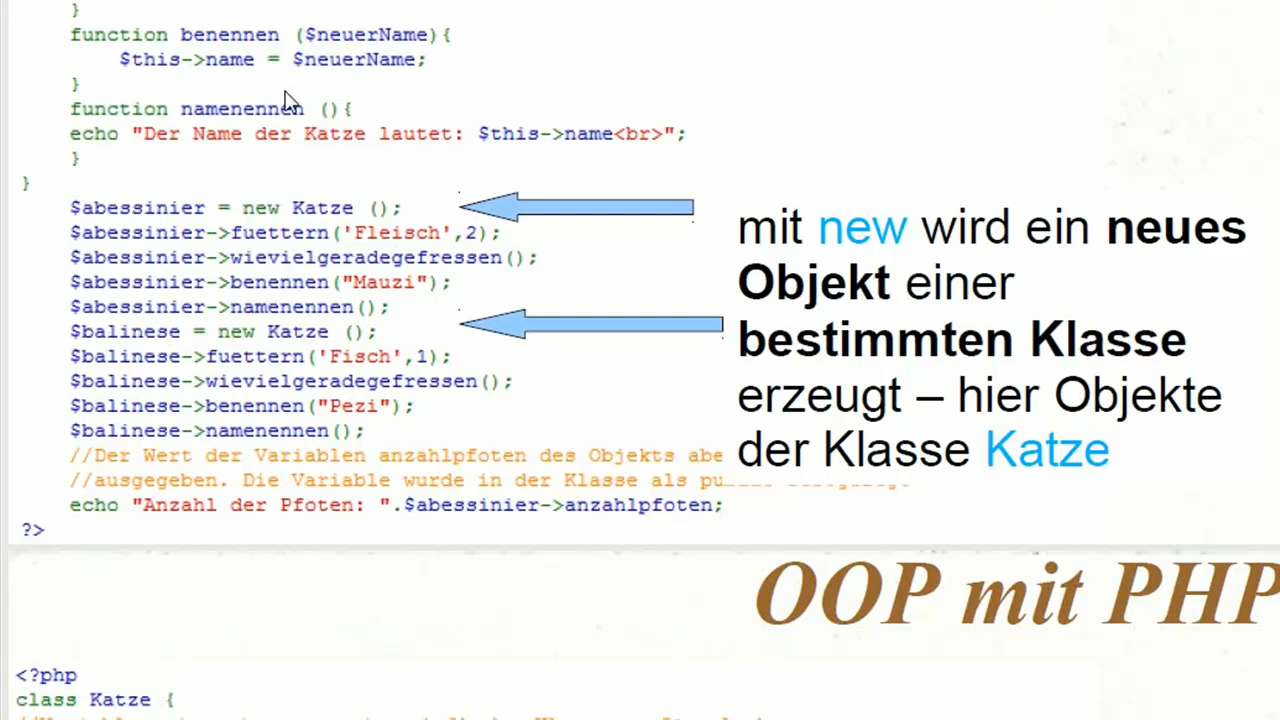 }
function benennen ($neuerName){
$this->name = $neuerName;
}
function namenennen (){
echo "Der Name der Katze lautet: $this->name<br>";
}
}
$abessinier = new Katze ();
$abessinier->fuettern('Fleisch',2);
$abessinier->wievielgeradegefressen();
$abessinier->benennen("Mauzi");
$abessinier->namenennen();
$balinese = new Katze ();
$balinese->fuettern('Fisch',1);
$balinese->wievielgeradegefressen();
$balinese->benennen("Pezi");
$balinese->namenennen();
//Der Wert der Variablen anzahlpfoten des Objekts abe
//ausgegeben. Die Variable wurde in der Klasse als
echo "Anzahl der Pfoten: ".$abessinier->anzahlpfoten;
?>
mit new wird ein neues
Objekt einer
bestimmten Klasse
erzeugt – hier Objekte
der Klasse Katze
OOP mit PHP
<?php
class Katze {